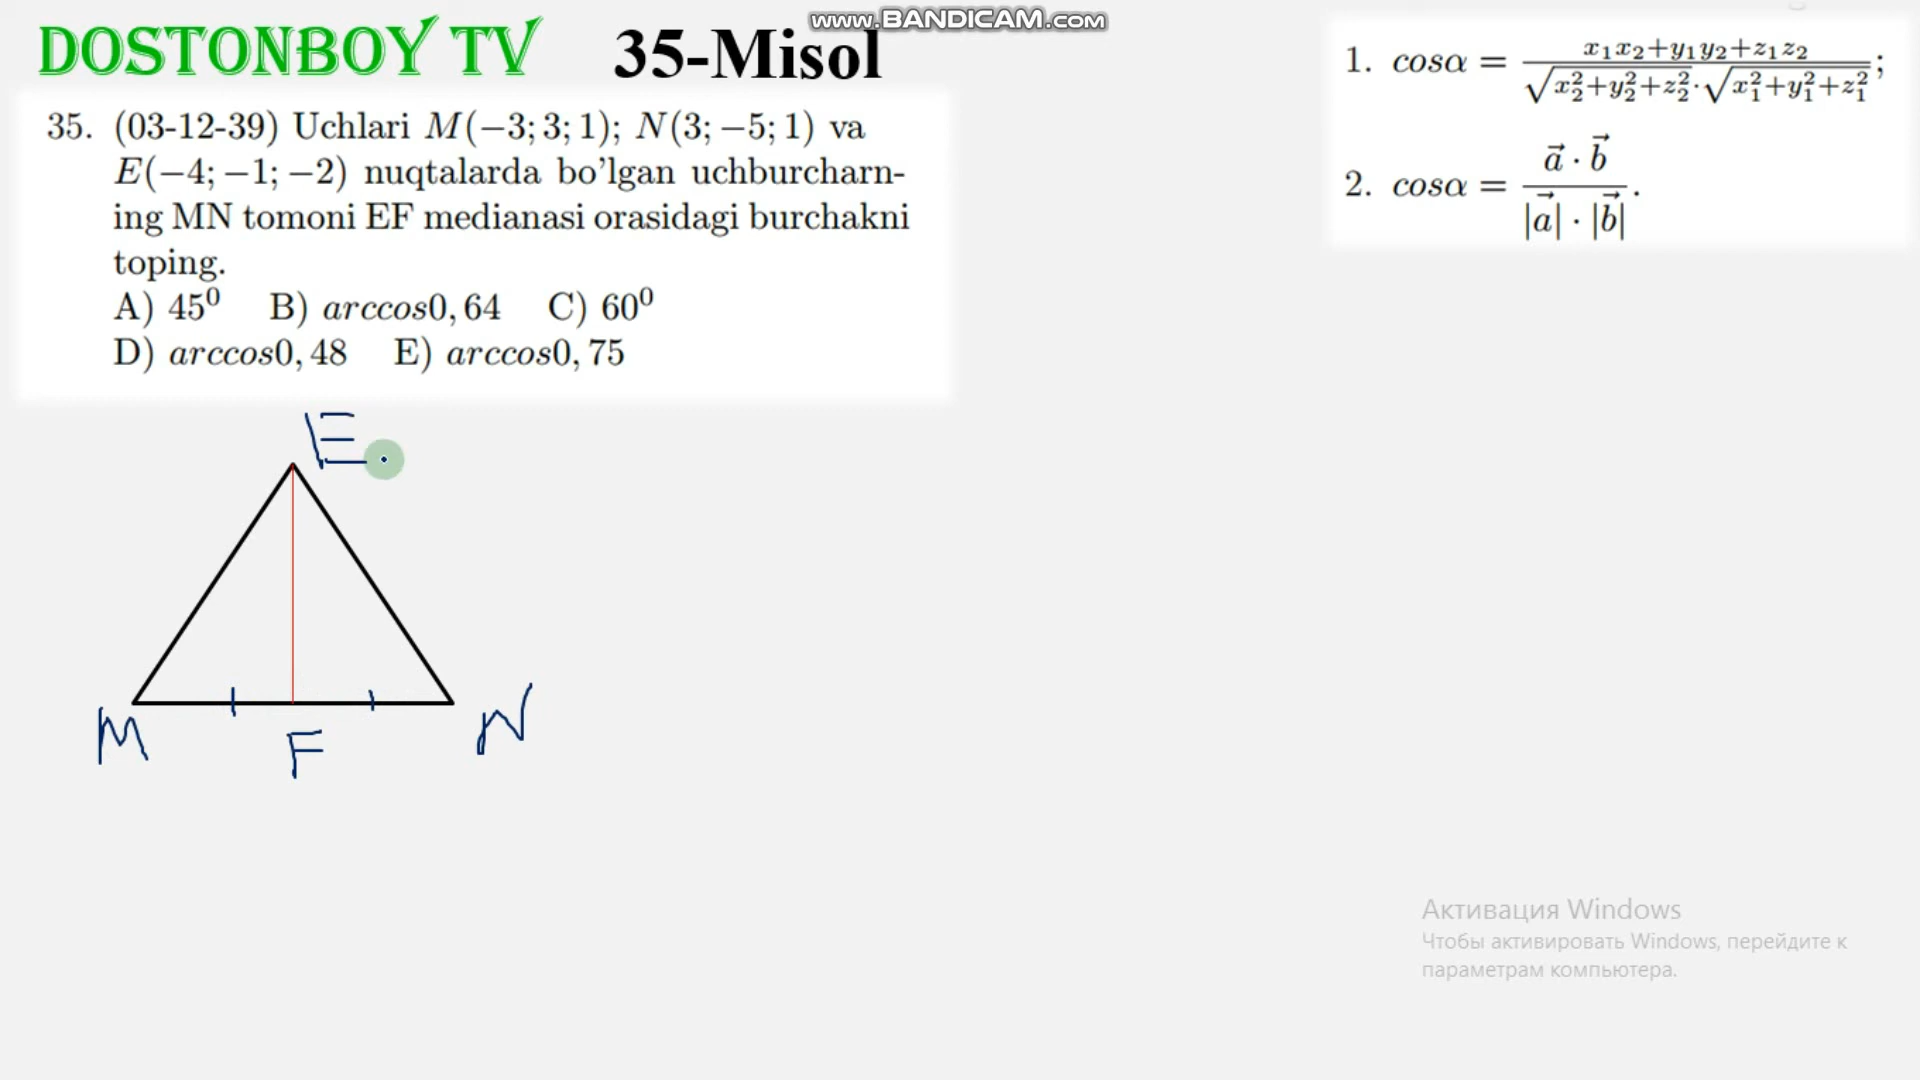 www.BANDICAM.com
DOSTONBOY TV
35-Misol
35. (03-12-39) Uchlari M(−3; 3; 1); N(3; −5; 1) va
E(−4; −1; −2) nuqtalarda bo’lgan uchburcharn-
ing MN tomoni EF medianasi orasidagi burchakni
toping.
A) 45⁰ B) arccos0, 64 C) 60⁰
D) arccos0, 48 E) arccos0, 75
1. cosα = (x₁x₂+y₁y₂+z₁z₂)/(√(x₂²+y₂²+z₂²)·√(x₁²+y₁²+z₁²));
2. cosα = (a⃗ · b⃗)/(|a⃗| · |b⃗|).
E
M
F
N
Активация Windows
Чтобы активировать Windows, перейдите к
параметрам компьютера.